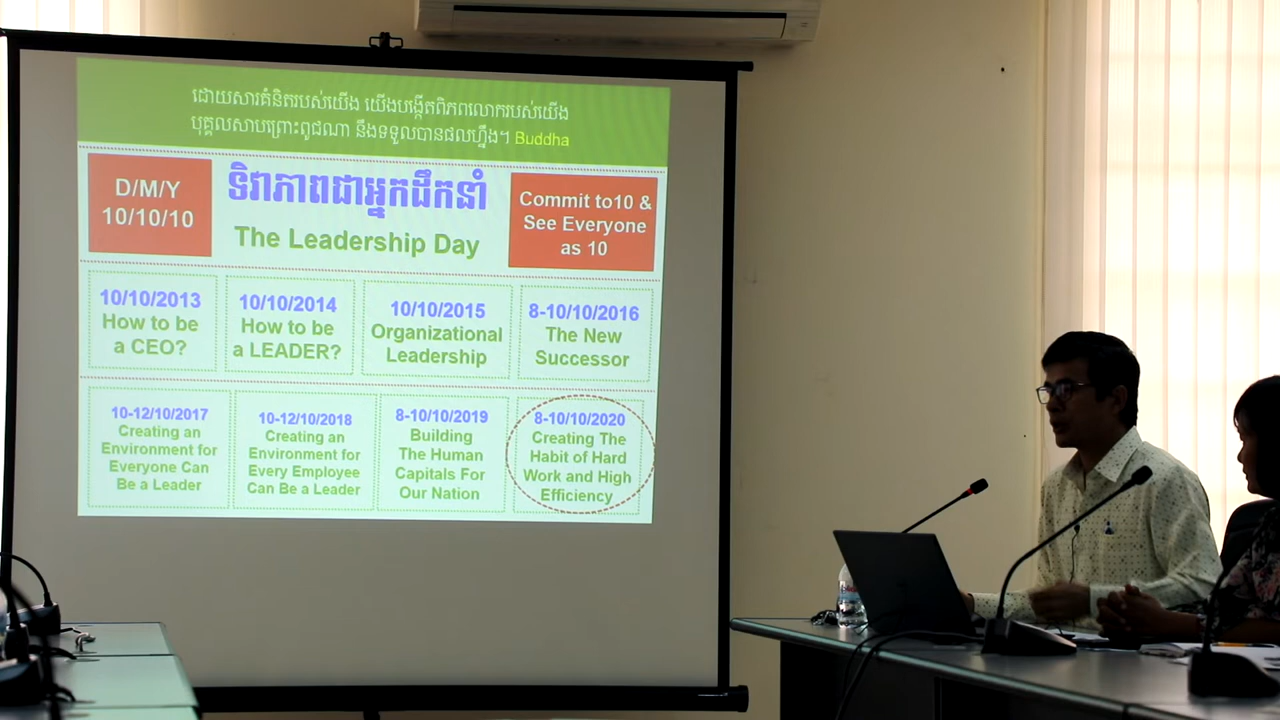 ដោយសារគំនិតរបស់យើង យើងបង្កើតពិភពលោករបស់យើង
បុគ្គលសាបព្រោះពូជណា នឹងទទួលបានផលហ្នឹង។ Buddha
D/M/Y
10/10/10
ទិវាភាពជាអ្នកដឹកនាំ
The Leadership Day
Commit to10 &
See Everyone
as 10
10/10/2013
How to be
a CEO?
10/10/2014
How to be
a LEADER?
10/10/2015
Organizational
Leadership
8-10/10/2016
The New
Successor
10-12/10/2017
Creating an
Environment for
Everyone Can
Be a Leader
10-12/10/2018
Creating an
Environment for
Every Employee
Can Be a Leader
8-10/10/2019
Building
The Human
Capitals For
Our Nation
8-10/10/2020
Creating The
Habit of Hard
Work and High
Efficiency